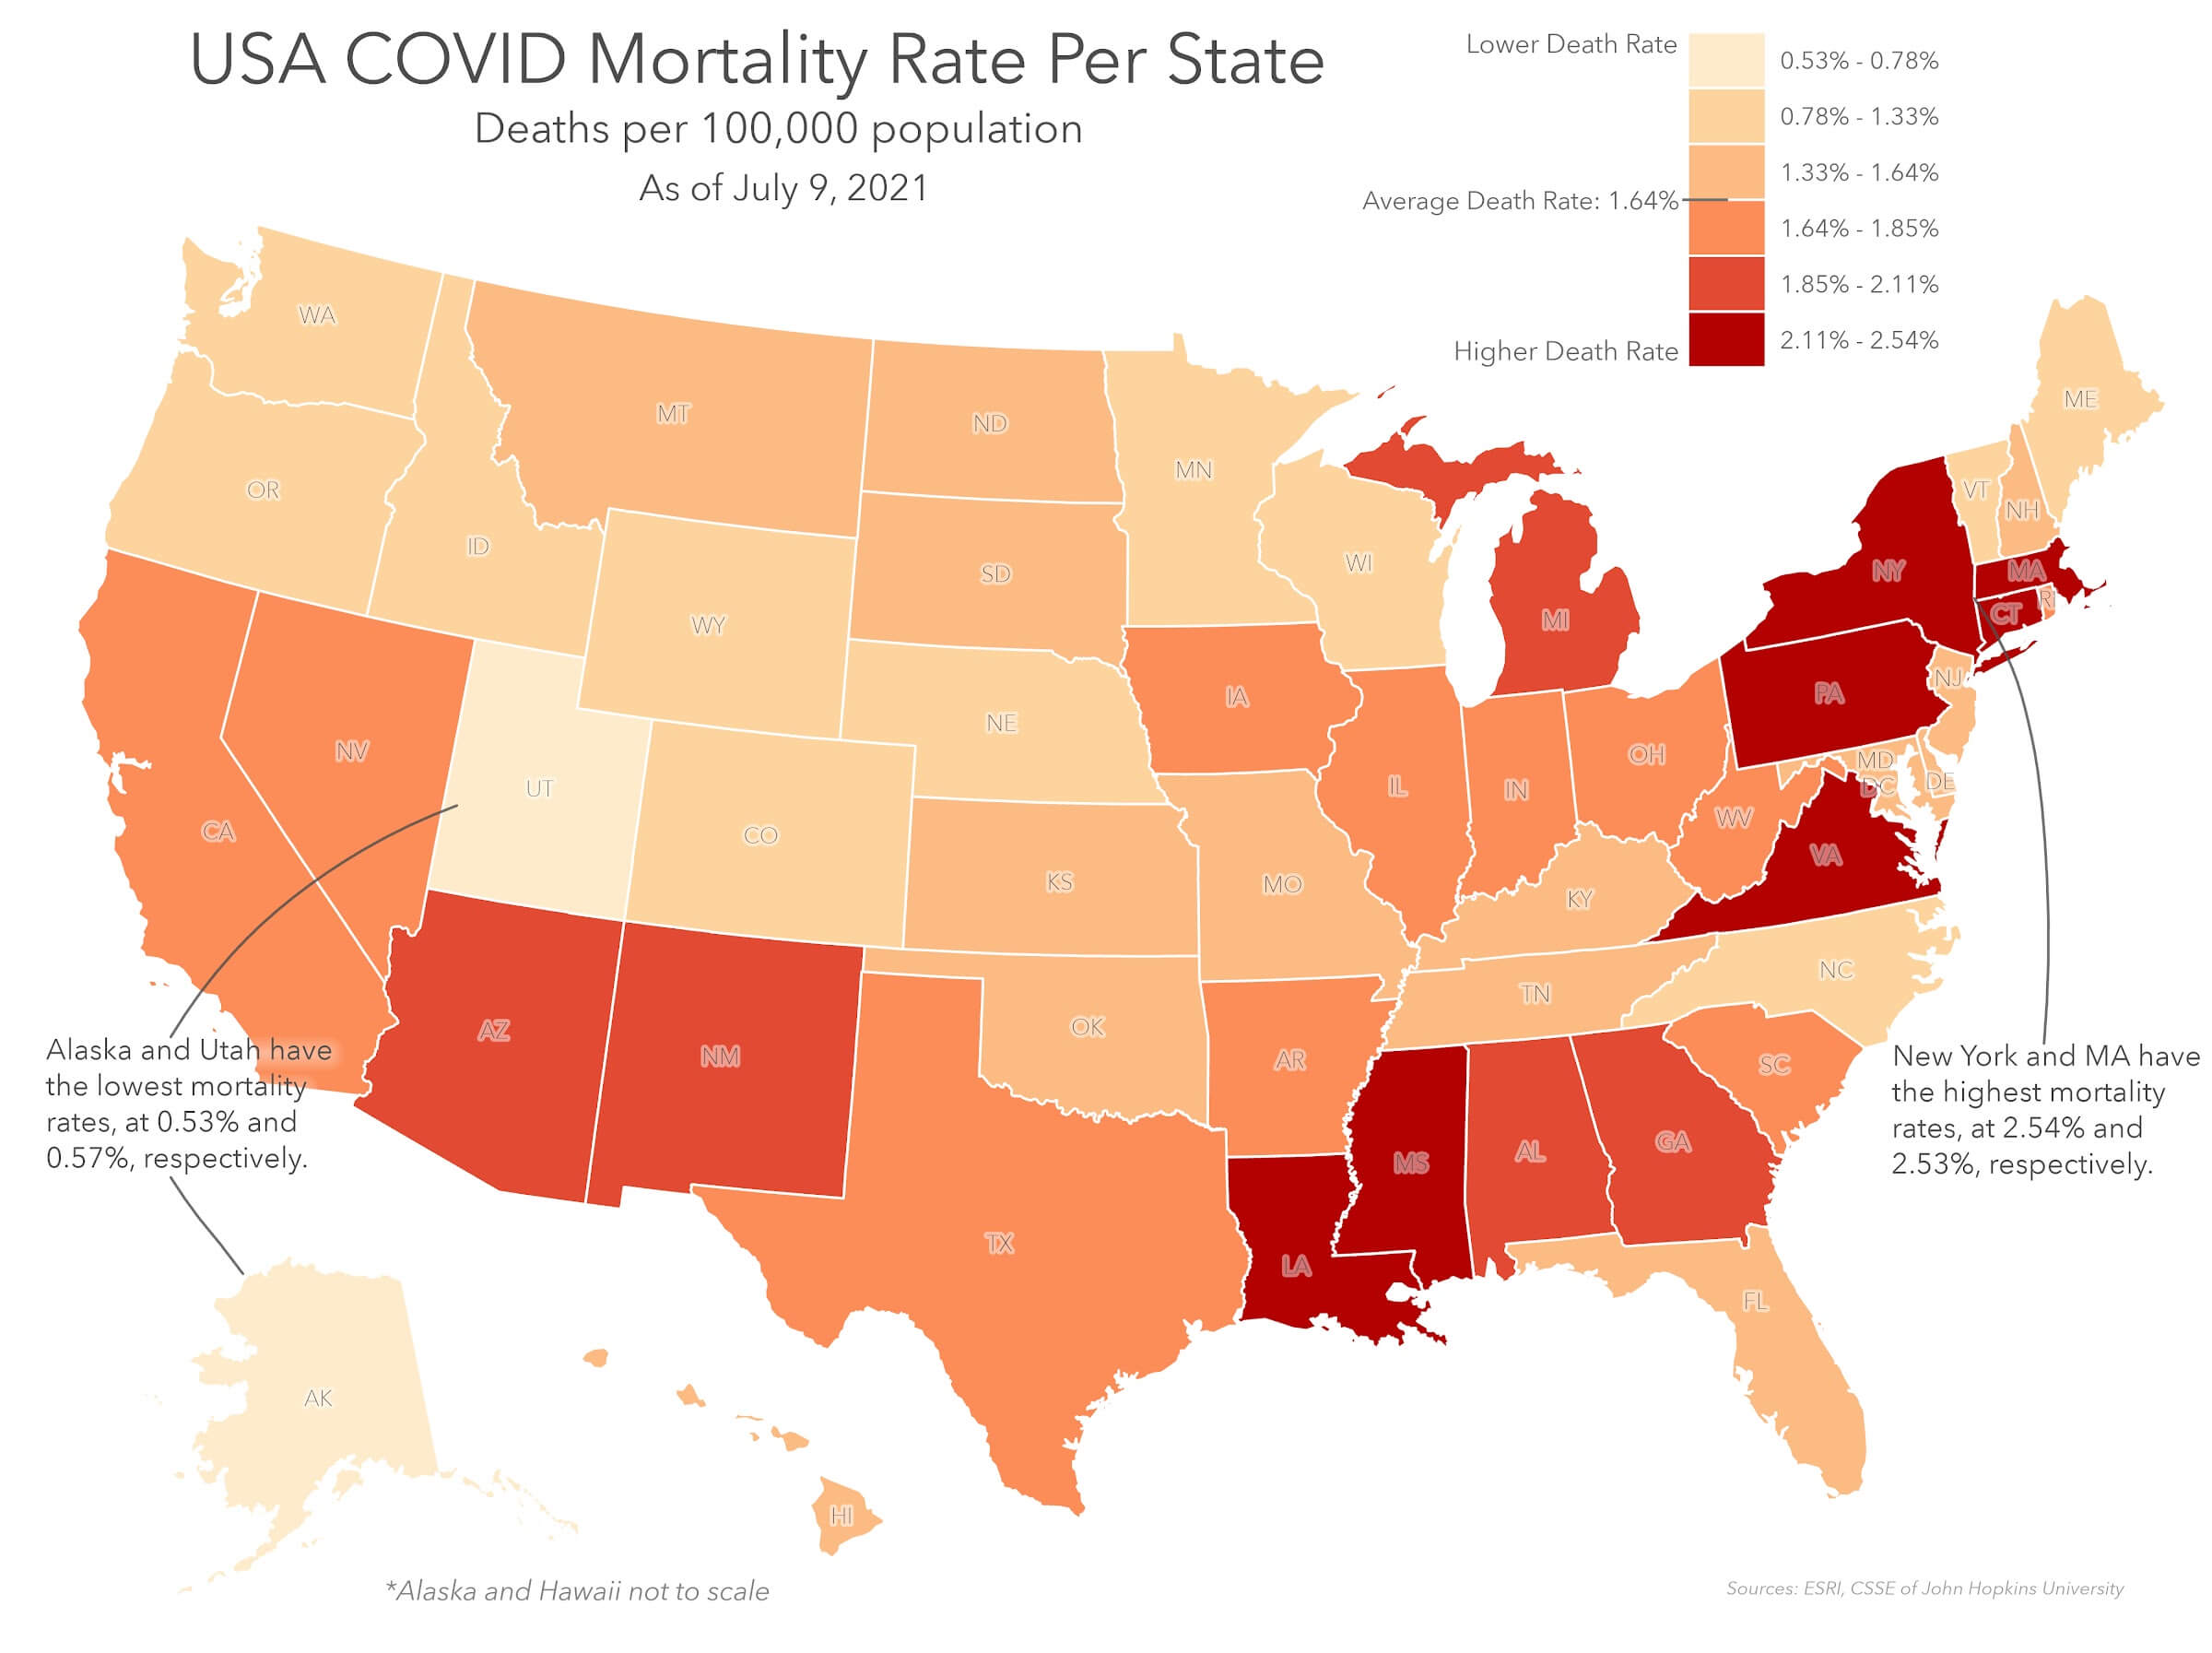 USA COVID Mortality Rate Per State
Deaths per 100,000 population
As of July 9, 2021
Lower Death Rate
0.53% - 0.78%
0.78% - 1.33%
1.33% - 1.64%
Average Death Rate: 1.64%
1.64% - 1.85%
1.85% - 2.11%
2.11% - 2.54%
Higher Death Rate
WA
MT
ND
ME
OR
MN
VT
NH
ID
SD
WI
NY
MA
RI
CT
WY
MI
NJ
PA
IA
NE
NV
UT
OH
MD
DC
DE
IL
IN
CA
CO
WV
VA
KS
MO
KY
NC
TN
AZ
NM
OK
AR
SC
Alaska and Utah have
the lowest mortality
rates, at 0.53% and
0.57%, respectively.
New York and MA have
the highest mortality
rates, at 2.54% and
2.53%, respectively.
MS
AL
GA
TX
LA
FL
AK
HI
*Alaska and Hawaii not to scale
Sources: ESRI, CSSE of John Hopkins University